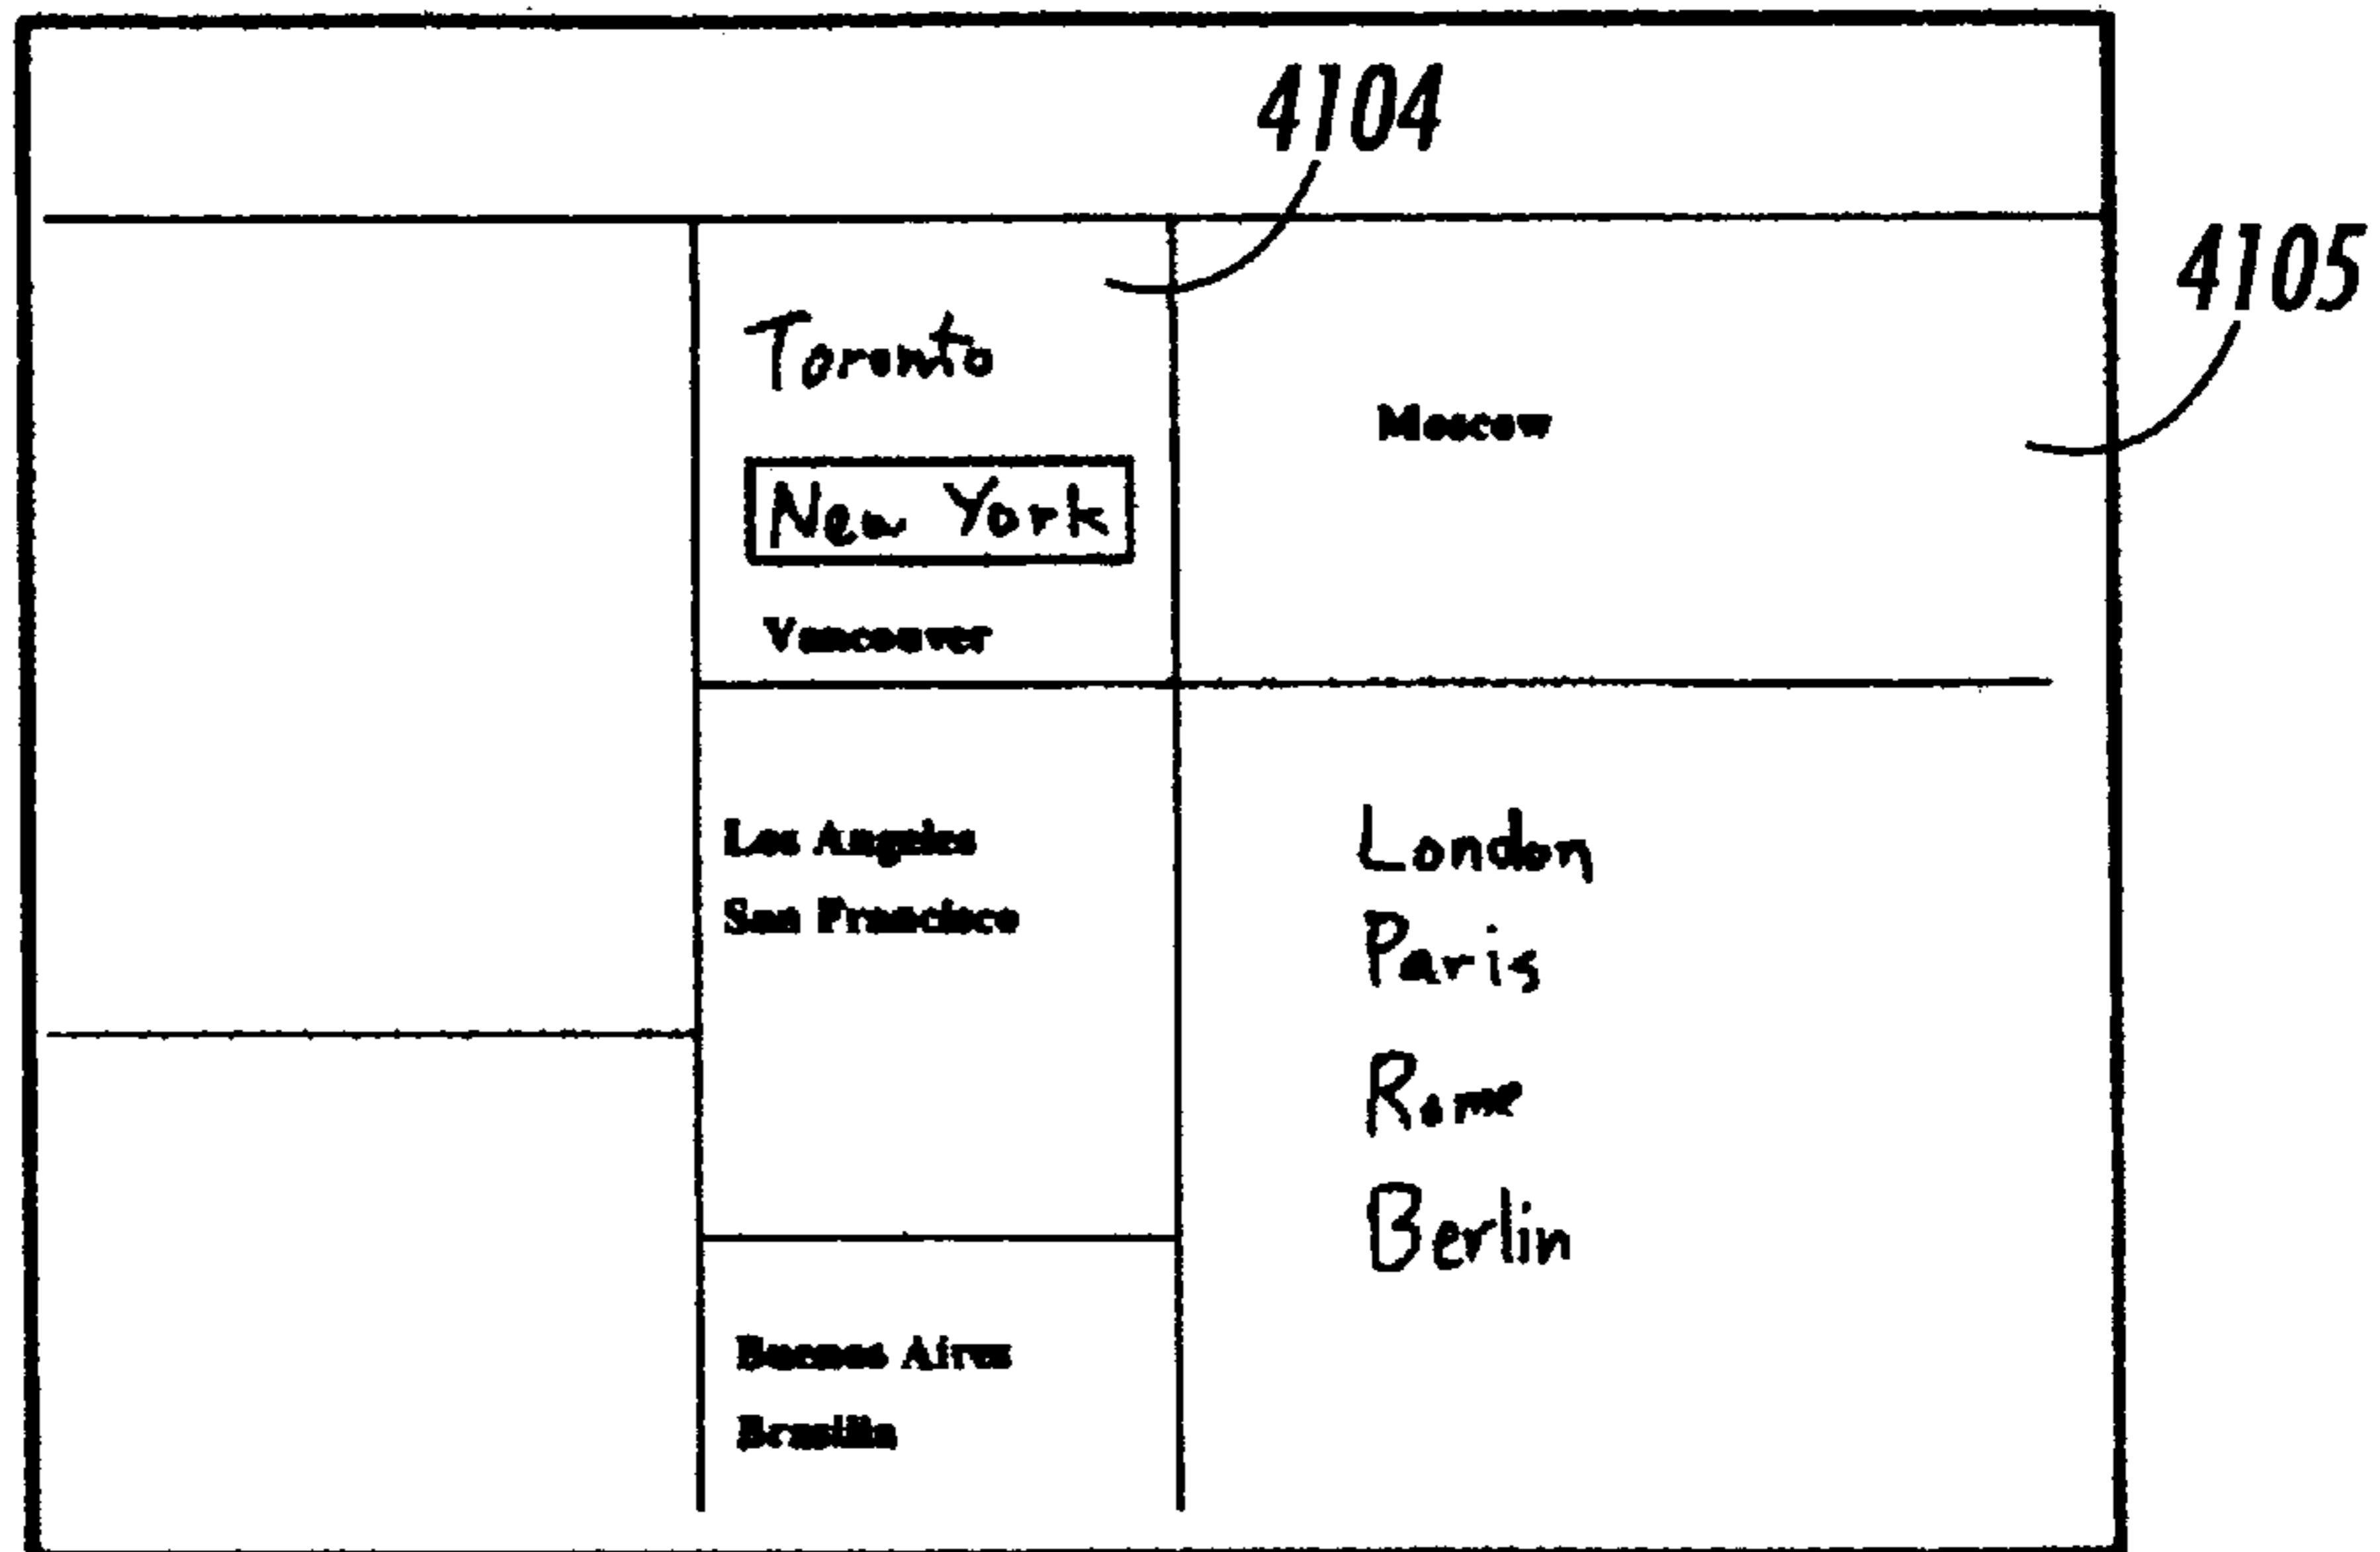 4104
4105
Toronto
New York
Vancouver
Moscow
Los Angeles
San Francisco
London
Paris
Rome
Berlin
Buenos Aires
Brasilia